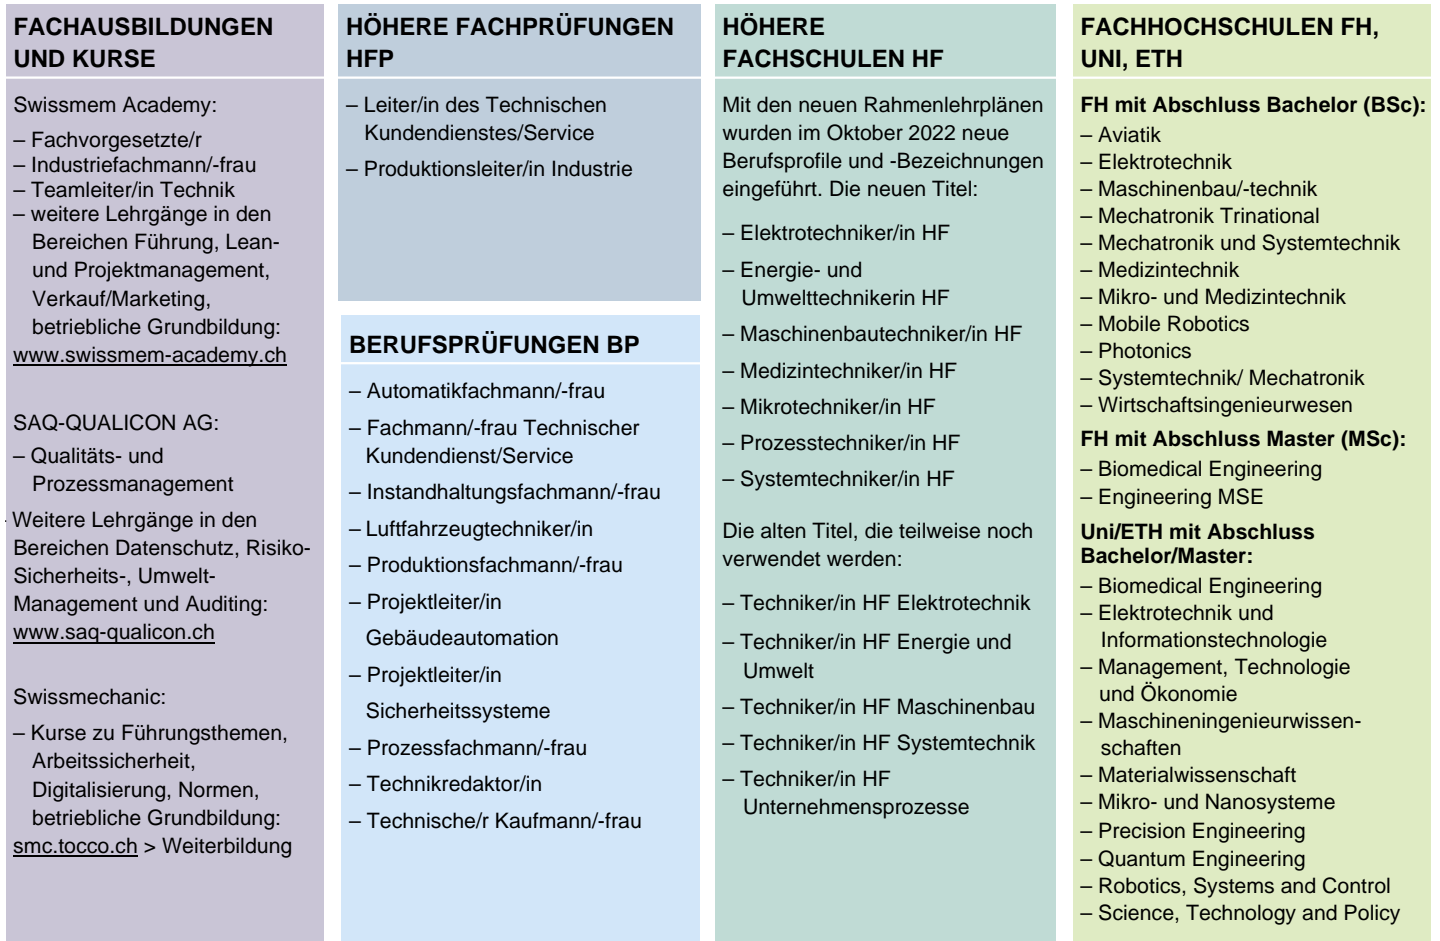 FACHAUSBILDUNGEN
UND KURSE
Swissmem Academy:
– Fachvorgesetzte/r
– Industriefachmann/-frau
– Teamleiter/in Technik
– weitere Lehrgänge in den
Bereichen Führung, Lean-
und Projektmanagement,
Verkauf/Marketing,
betriebliche Grundbildung:
www.swissmem-academy.ch
SAQ-QUALICON AG:
– Qualitäts- und
Prozessmanagement
- Weitere Lehrgänge in den
Bereichen Datenschutz, Risiko-
Sicherheits-, Umwelt-
Management und Auditing:
www.saq-qualicon.ch
Swissmechanic:
– Kurse zu Führungsthemen,
Arbeitssicherheit,
Digitalisierung, Normen,
betriebliche Grundbildung:
smc.tocco.ch > Weiterbildung
HÖHERE FACHPRÜFUNGEN
HFP
– Leiter/in des Technischen
Kundendienstes/Service
– Produktionsleiter/in Industrie
BERUFSPRÜFUNGEN BP
– Automatikfachmann/-frau
– Fachmann/-frau Technischer
Kundendienst/Service
– Instandhaltungsfachmann/-frau
– Luftfahrzeugtechniker/in
– Produktionsfachmann/-frau
– Projektleiter/in
Gebäudeautomation
– Projektleiter/in
Sicherheitssysteme
– Prozessfachmann/-frau
– Technikredaktor/in
– Technische/r Kaufmann/-frau
HÖHERE
FACHSCHULEN HF
Mit den neuen Rahmenlehrplänen
wurden im Oktober 2022 neue
Berufsprofile und -Bezeichnungen
eingeführt. Die neuen Titel:
– Elektrotechniker/in HF
– Energie- und
Umwelttechnikerin HF
– Maschinenbautechniker/in HF
– Medizintechniker/in HF
– Mikrotechniker/in HF
– Prozesstechniker/in HF
– Systemtechniker/in HF
Die alten Titel, die teilweise noch
verwendet werden:
– Techniker/in HF Elektrotechnik
– Techniker/in HF Energie und
Umwelt
– Techniker/in HF Maschinenbau
– Techniker/in HF Systemtechnik
– Techniker/in HF
Unternehmensprozesse
FACHHOCHSCHULEN FH,
UNI, ETH
FH mit Abschluss Bachelor (BSc):
– Aviatik
– Elektrotechnik
– Maschinenbau/-technik
– Mechatronik Trinational
– Mechatronik und Systemtechnik
– Medizintechnik
– Mikro- und Medizintechnik
– Mobile Robotics
– Photonics
– Systemtechnik/ Mechatronik
– Wirtschaftsingenieurwesen
FH mit Abschluss Master (MSc):
– Biomedical Engineering
– Engineering MSE
Uni/ETH mit Abschluss
Bachelor/Master:
– Biomedical Engineering
– Elektrotechnik und
Informationstechnologie
– Management, Technologie
und Ökonomie
– Maschineningenieurwissen-
schaften
– Materialwissenschaft
– Mikro- und Nanosysteme
– Precision Engineering
– Quantum Engineering
– Robotics, Systems and Control
– Science, Technology and Policy